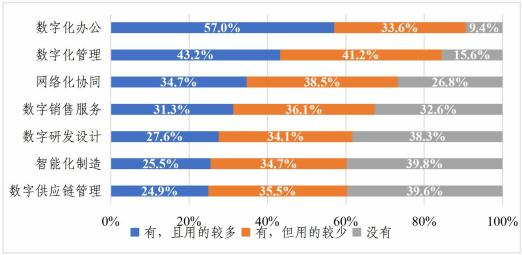 数字化办公 57.0% 33.6% 9.4%
数字化管理 43.2% 41.2% 15.6%
网络化协同 34.7% 38.5% 26.8%
数字销售服务 31.3% 36.1% 32.6%
数字研发设计 27.6% 34.1% 38.3%
智能化制造 25.5% 34.7% 39.8%
数字供应链管理 24.9% 35.5% 39.6%
0% 20% 40% 60% 80% 100%
有，且用的较多 有，但用的较少 没有